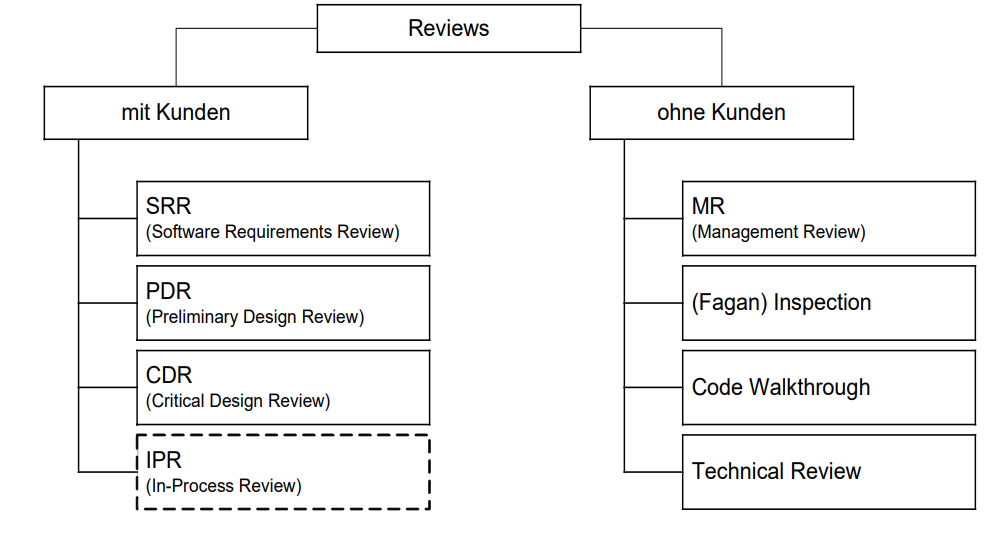 Reviews
mit Kunden
ohne Kunden
SRR
(Software Requirements Review)
PDR
(Preliminary Design Review)
CDR
(Critical Design Review)
IPR
(In-Process Review)
MR
(Management Review)
(Fagan) Inspection
Code Walkthrough
Technical Review